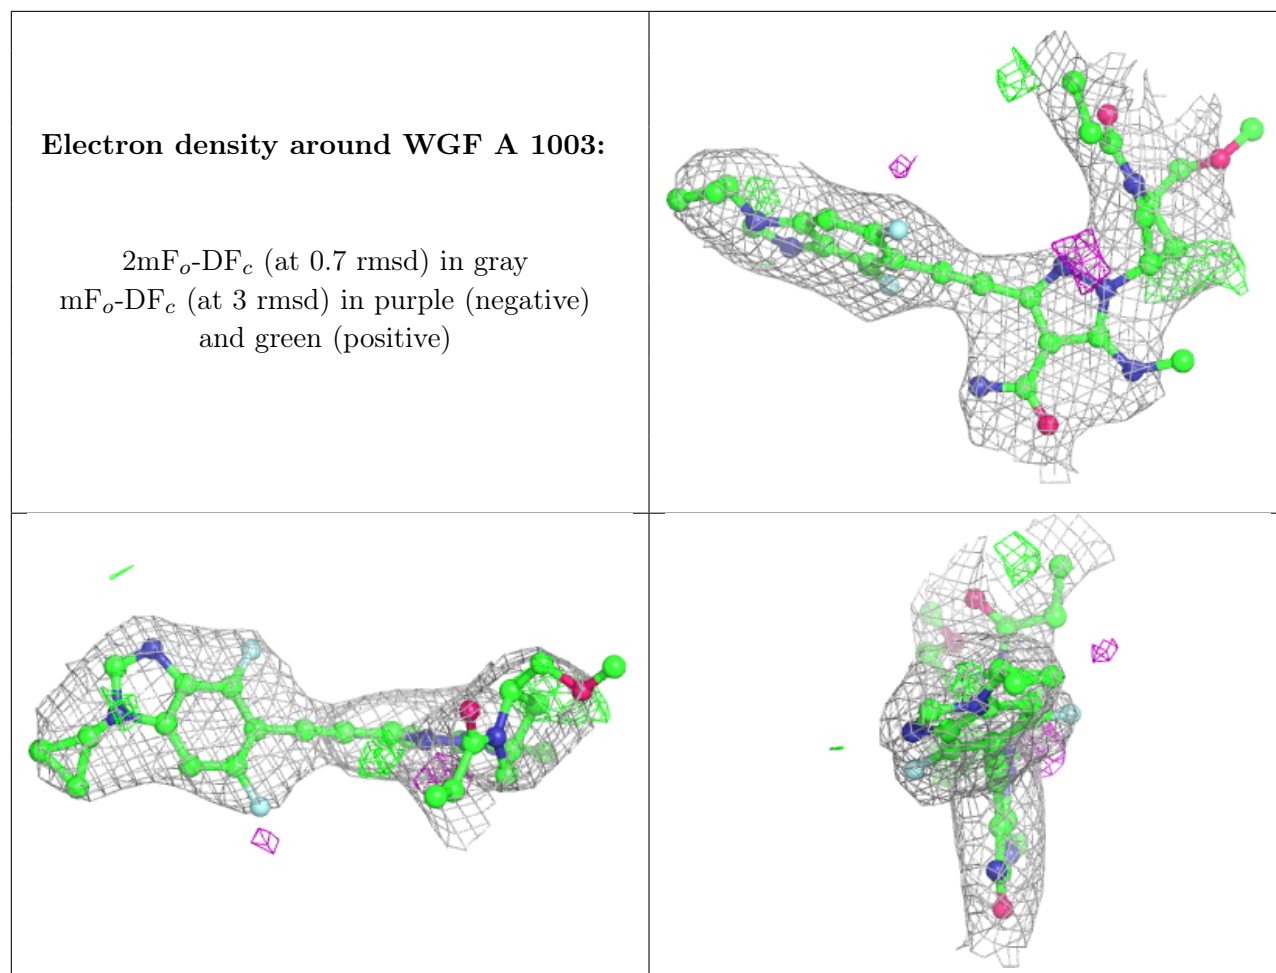 Electron density around WGF A 1003:
2mFₒ-DF𝒸 (at 0.7 rmsd) in gray
mFₒ-DF𝒸 (at 3 rmsd) in purple (negative)
and green (positive)